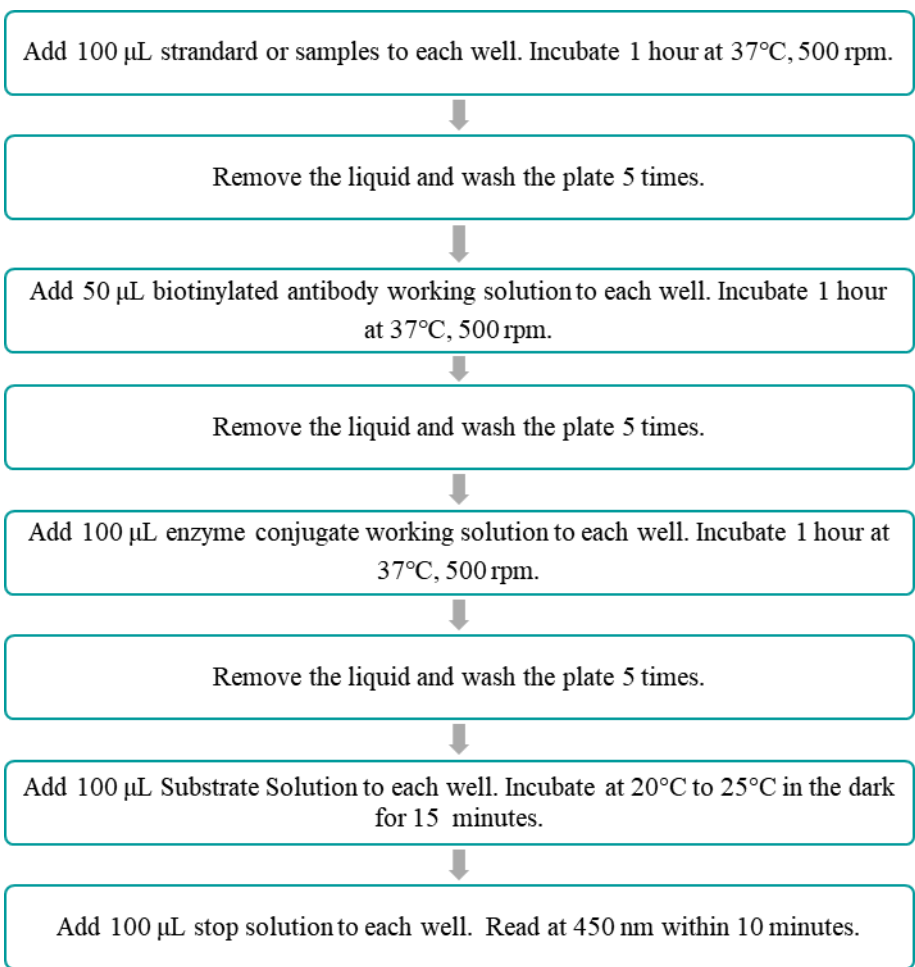 Add 100 μL strandard or samples to each well. Incubate 1 hour at 37℃, 500 rpm.
Remove the liquid and wash the plate 5 times.
Add 50 μL biotinylated antibody working solution to each well. Incubate 1 hour
at 37℃, 500 rpm.
Remove the liquid and wash the plate 5 times.
Add 100 μL enzyme conjugate working solution to each well. Incubate 1 hour at
37℃, 500 rpm.
Remove the liquid and wash the plate 5 times.
Add 100 μL Substrate Solution to each well. Incubate at 20°C to 25°C in the dark
for 15 minutes.
Add 100 μL stop solution to each well. Read at 450 nm within 10 minutes.